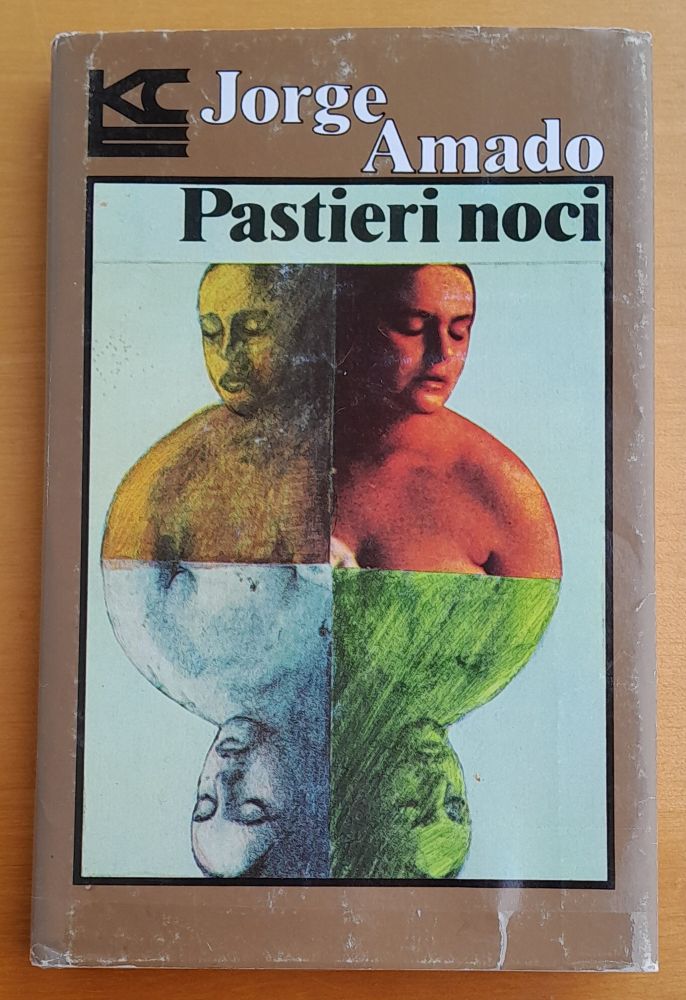 Jorge
Amado
Pastieri noci